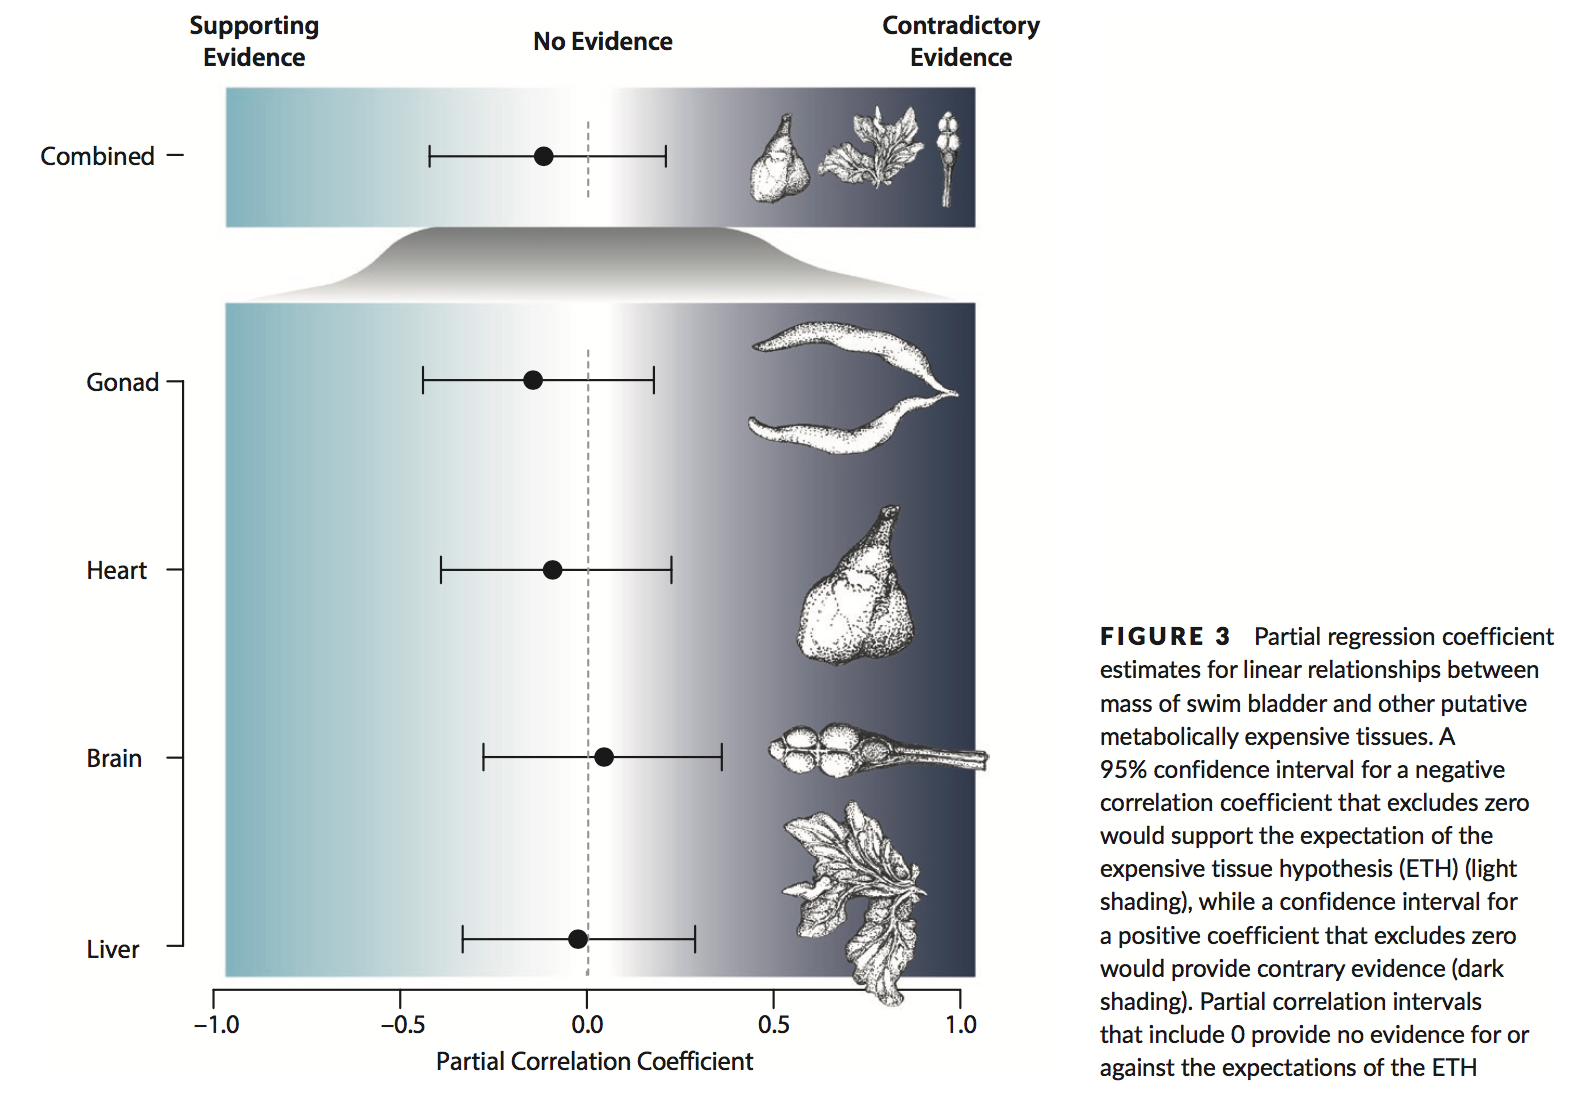 Supporting
Evidence
No Evidence
Contradictory
Evidence
Combined
Gonad
Heart
Brain
Liver
−1.0
−0.5
0.0
0.5
1.0
Partial Correlation Coefficient
FIGURE 3 Partial regression coefficient
estimates for linear relationships between
mass of swim bladder and other putative
metabolically expensive tissues. A
95% confidence interval for a negative
correlation coefficient that excludes zero
would support the expectation of the
expensive tissue hypothesis (ETH) (light
shading), while a confidence interval for
a positive coefficient that excludes zero
would provide contrary evidence (dark
shading). Partial correlation intervals
that include 0 provide no evidence for or
against the expectations of the ETH